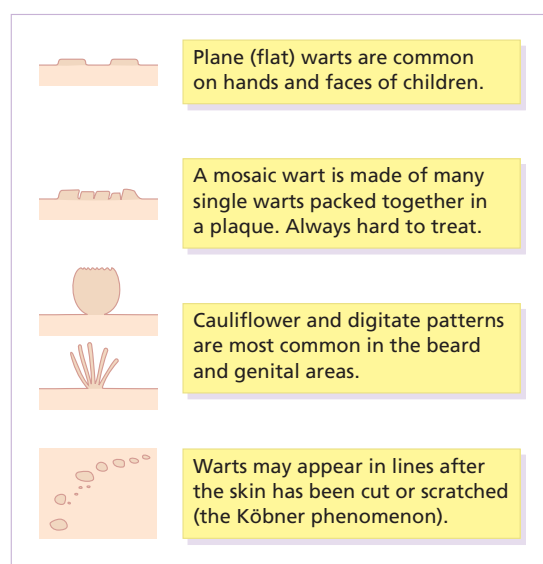 Plane (flat) warts are common
on hands and faces of children.
A mosaic wart is made of many
single warts packed together in
a plaque. Always hard to treat.
Cauliflower and digitate patterns
are most common in the beard
and genital areas.
Warts may appear in lines after
the skin has been cut or scratched
(the Köbner phenomenon).